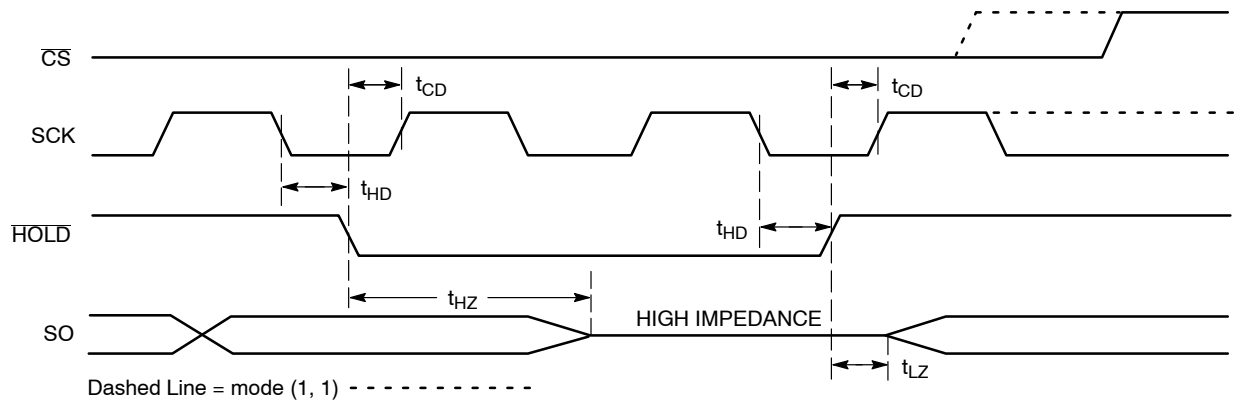 CS
tCD
tCD
SCK
tHD
HOLD
tHD
tHZ
HIGH IMPEDANCE
SO
tLZ
Dashed Line = mode (1, 1)